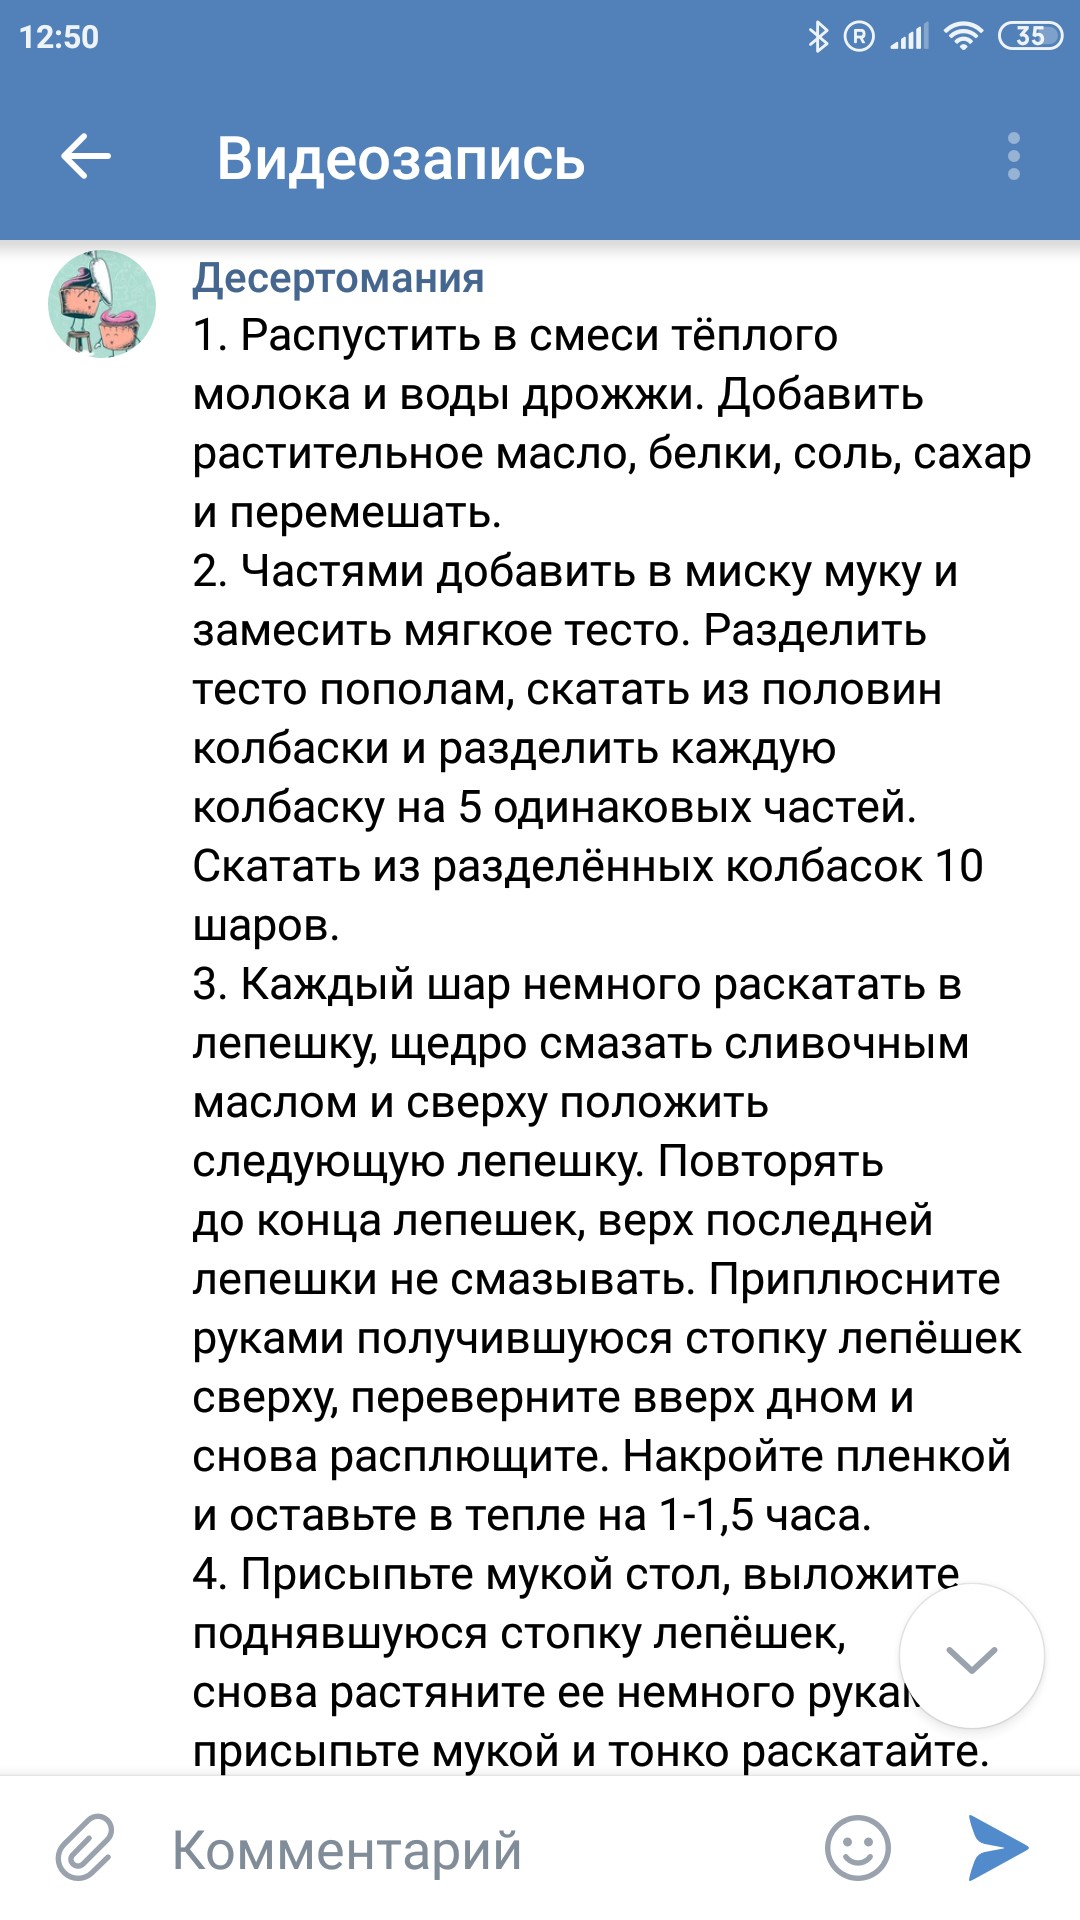 12:50
R
35
Видеозапись
Десертомания
1. Распустить в смеси тёплого
молока и воды дрожжи. Добавить
растительное масло, белки, соль, сахар
и перемешать.
2. Частями добавить в миску муку и
замесить мягкое тесто. Разделить
тесто пополам, скатать из половин
колбаски и разделить каждую
колбаску на 5 одинаковых частей.
Скатать из разделённых колбасок 10
шаров.
3. Каждый шар немного раскатать в
лепешку, щедро смазать сливочным
маслом и сверху положить
следующую лепешку. Повторять
до конца лепешек, верх последней
лепешки не смазывать. Приплюсните
руками получившуюся стопку лепёшек
сверху, переверните вверх дном и
снова расплющите. Накройте пленкой
и оставьте в тепле на 1-1,5 часа.
4. Присыпьте мукой стол, выложите
поднявшуюся стопку лепёшек,
снова растяните ее немного
присыпьте мукой и тонко раскатайте.
Комментарий